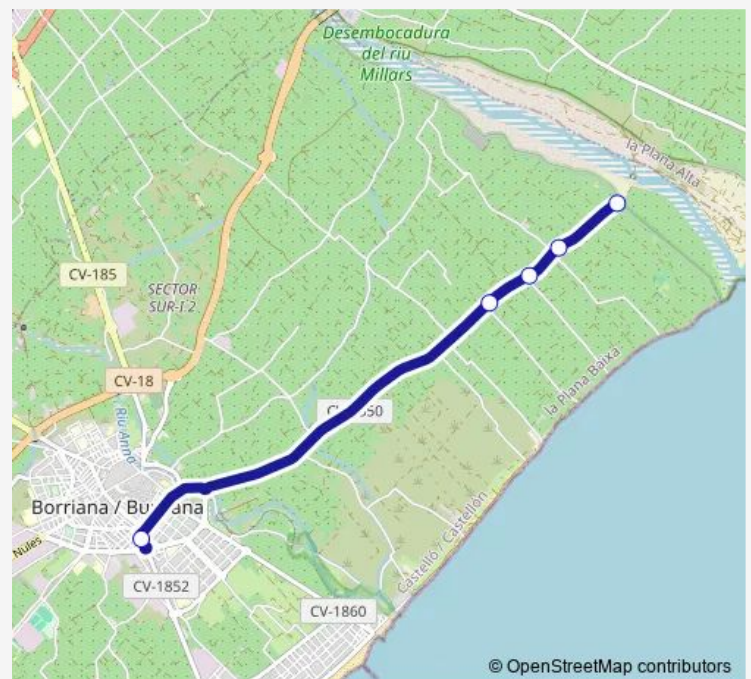 Desembocadura
del riu
Millars
la Plana Alta
CV-185
SECTOR
SUR-I 2
CV-18
la Plana Baixa
Riu Anna
Borriana / Bu
ana
Nules
Castelló / Castellón
CV-1852
CV-1860
© OpenStreetMap contributors